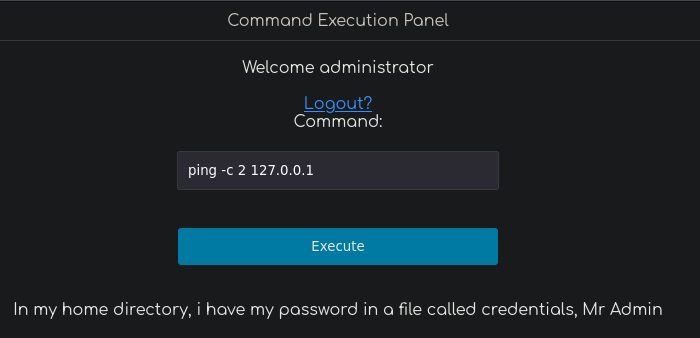 Command Execution Panel
Welcome administrator
Logout?
Command:
ping -c 2 127.0.0.1
Execute
In my home directory, i have my password in a file called credentials, Mr Admin